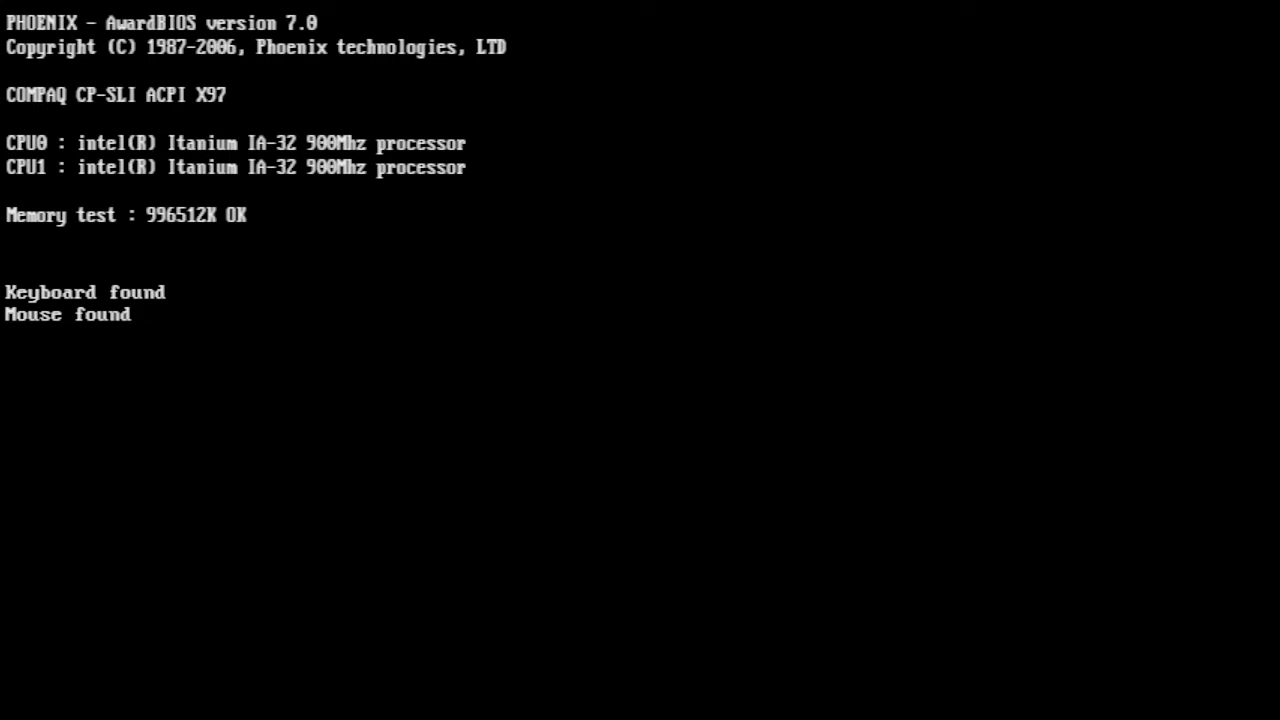 PHOENIX - AwardBIOS version 7.0
Copyright (C) 1987-2006, Phoenix technologies, LTD
COMPAQ CP-SLI ACPI X97
CPU0 : intel(R) Itanium IA-32 900Mhz processor
CPU1 : intel(R) Itanium IA-32 900Mhz processor
Memory test : 996512K OK
Keyboard found
Mouse found